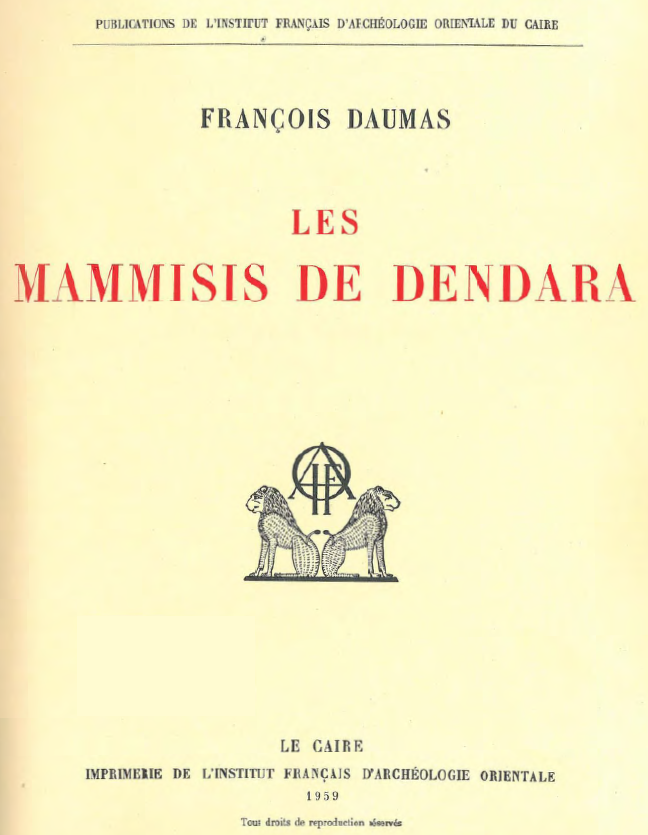 PUBLICATIONS DE L'INSTITUT FRANÇAIS D'ARCHÉOLOGIE ORIENTALE DU CAIRE
FRANÇOIS DAUMAS
LES
MAMMISIS DE DENDARA
LE CAIRE
IMPRIMERIE DE L'INSTITUT FRANÇAIS D'ARCHÉOLOGIE ORIENTALE
1959
Tous droits de reproduction réservés